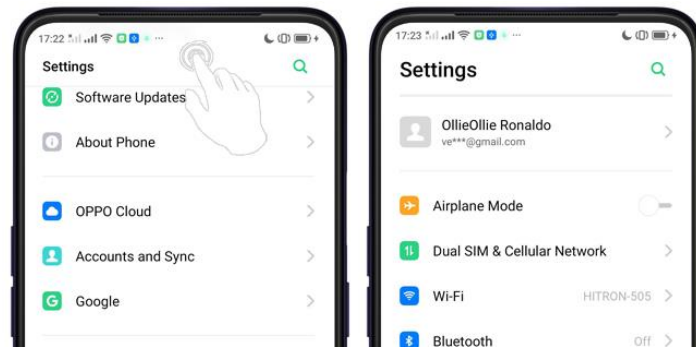 17:22
Settings
Software Updates
About Phone
OPPO Cloud
Accounts and Sync
G Google
17:23
Settings
OllieOllie Ronaldo
ve***@gmail.com
Airplane Mode
Dual SIM & Cellular Network
Wi-Fi HITRON-505
Bluetooth Off